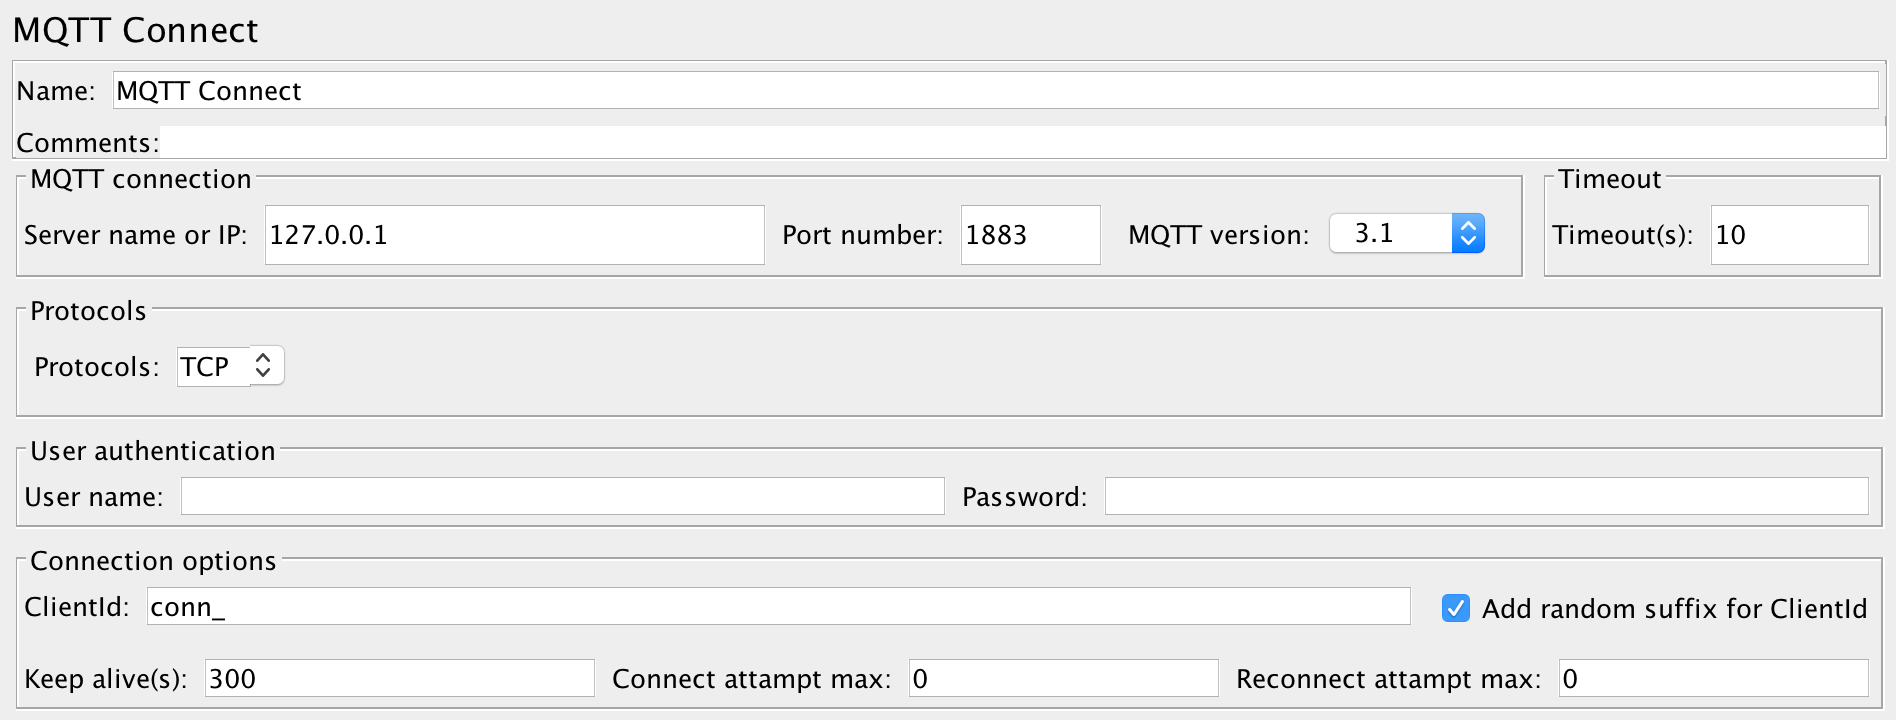 MQTT Connect
Name: MQTT Connect
Comments:
MQTT connection
Server name or IP: 127.0.0.1 Port number: 1883 MQTT version: 3.1
Timeout
Timeout(s): 10
Protocols
Protocols: TCP
User authentication
User name: Password:
Connection options
ClientId: conn_ Add random suffix for ClientId
Keep alive(s): 300 Connect attampt max: 0 Reconnect attampt max: 0